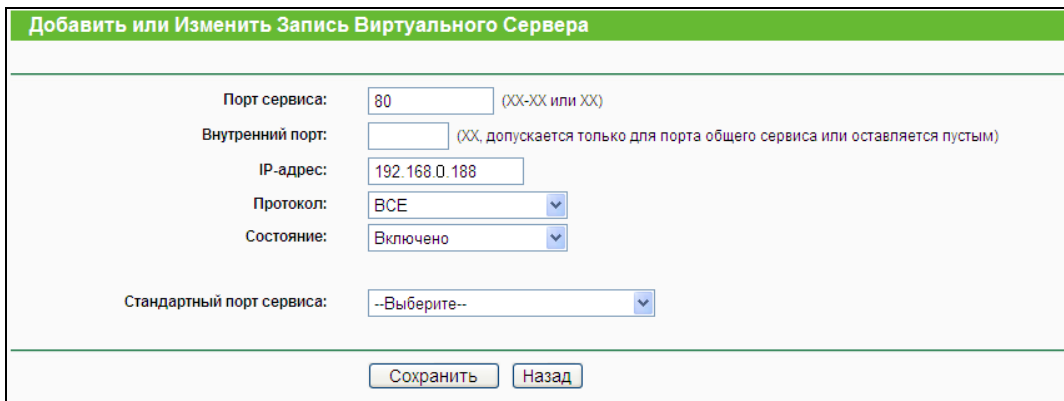 Добавить или Изменить Запись Виртуального Сервера
Порт сервиса: 80 (XX-XX или XX)
Внутренний порт: (XX, допускается только для порта общего сервиса или оставляется пустым)
IP-адрес: 192.168.0.188
Протокол: ВСЕ
Состояние: Включено
Стандартный порт сервиса: --Выберите--
Сохранить Назад